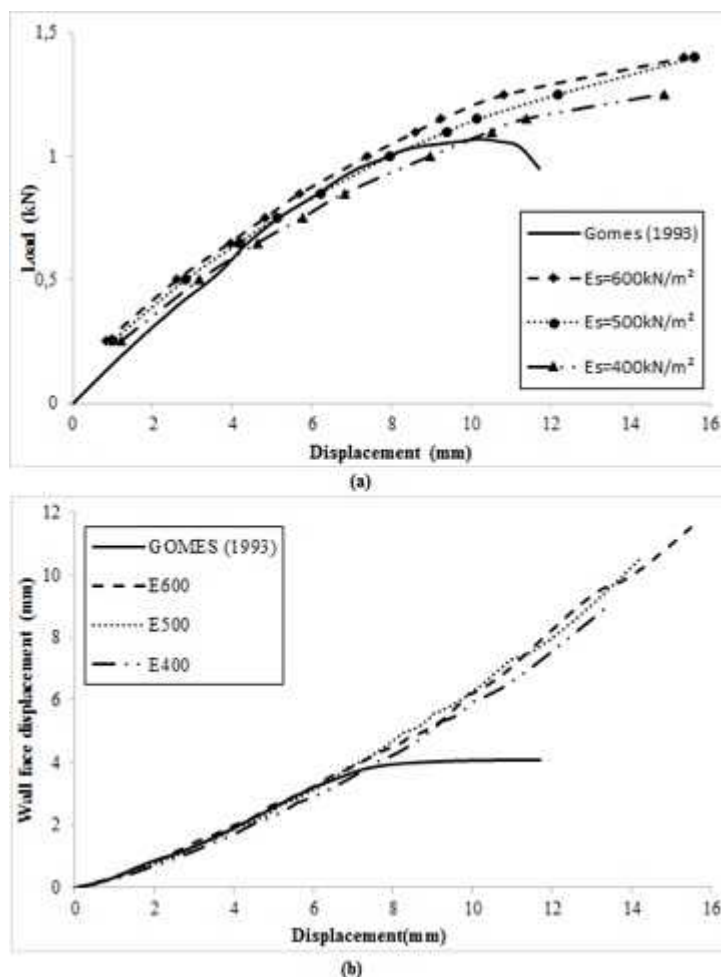 1,5
1
0,5
0
Load (kN)
Gomes (1993)
Es=600kN/m²
Es=500kN/m²
Es=400kN/m²
0 2 4 6 8 10 12 14 16
Displacement (mm)
(a)
12
10
8
6
4
2
0
Wall face displacement (mm)
GOMES (1993)
E600
E500
E400
0 2 4 6 8 10 12 14 16
Displacement(mm)
(b)